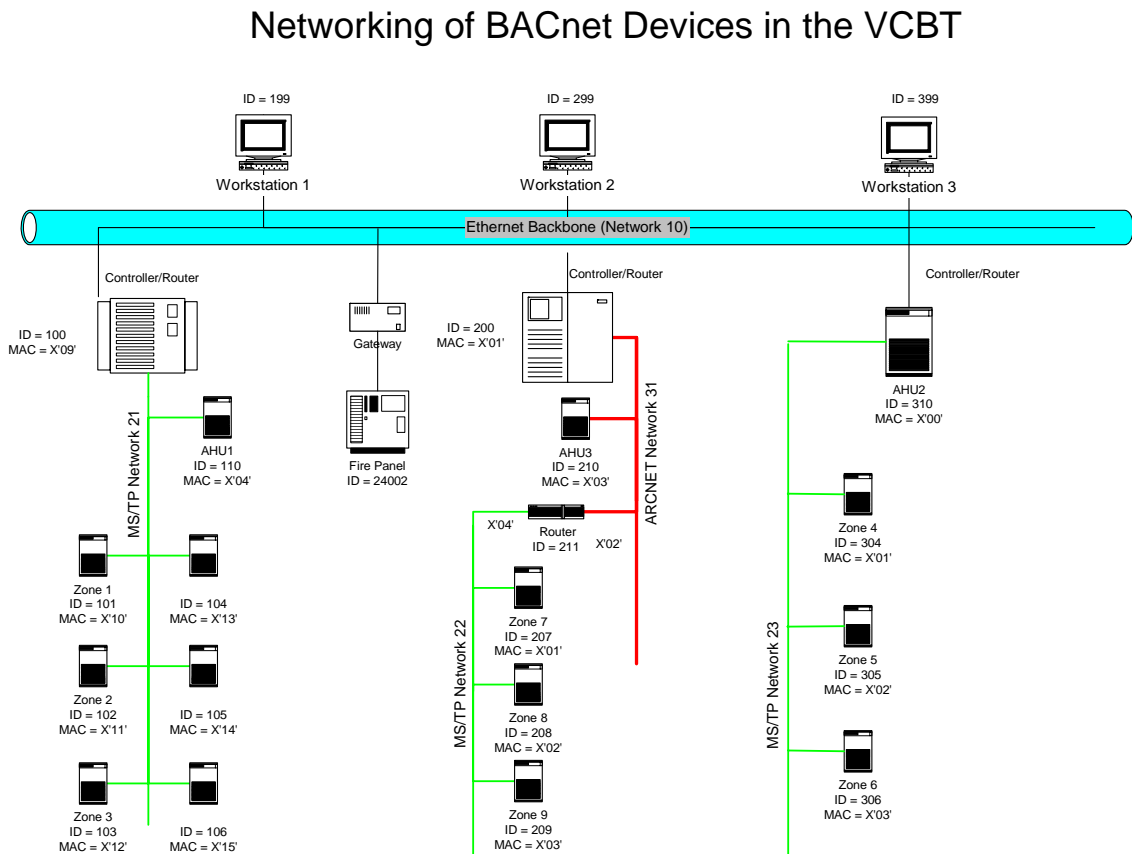 Networking of BACnet Devices in the VCBT
ID = 199
ID = 299
ID = 399
Workstation 1
Workstation 2
Workstation 3
Ethernet Backbone (Network 10)
Controller/Router
Controller/Router
Controller/Router
ID = 100
MAC = X'09'
Gateway
ID = 200
MAC = X'01'
AHU2
ID = 310
MAC = X'00'
MS/TP Network 21
AHU1
ID = 110
MAC = X'04'
Fire Panel
ID = 24002
AHU3
ID = 210
MAC = X'03'
ARCNET Network 31
X'04'
Router
ID = 211
X'02'
Zone 1
ID = 101
MAC = X'10'
ID = 104
MAC = X'13'
Zone 2
ID = 102
MAC = X'11'
ID = 105
MAC = X'14'
Zone 3
ID = 103
MAC = X'12'
ID = 106
MAC = X'15'
MS/TP Network 22
Zone 7
ID = 207
MAC = X'01'
Zone 8
ID = 208
MAC = X'02'
Zone 9
ID = 209
MAC = X'03'
MS/TP Network 23
Zone 4
ID = 304
MAC = X'01'
Zone 5
ID = 305
MAC = X'02'
Zone 6
ID = 306
MAC = X'03'